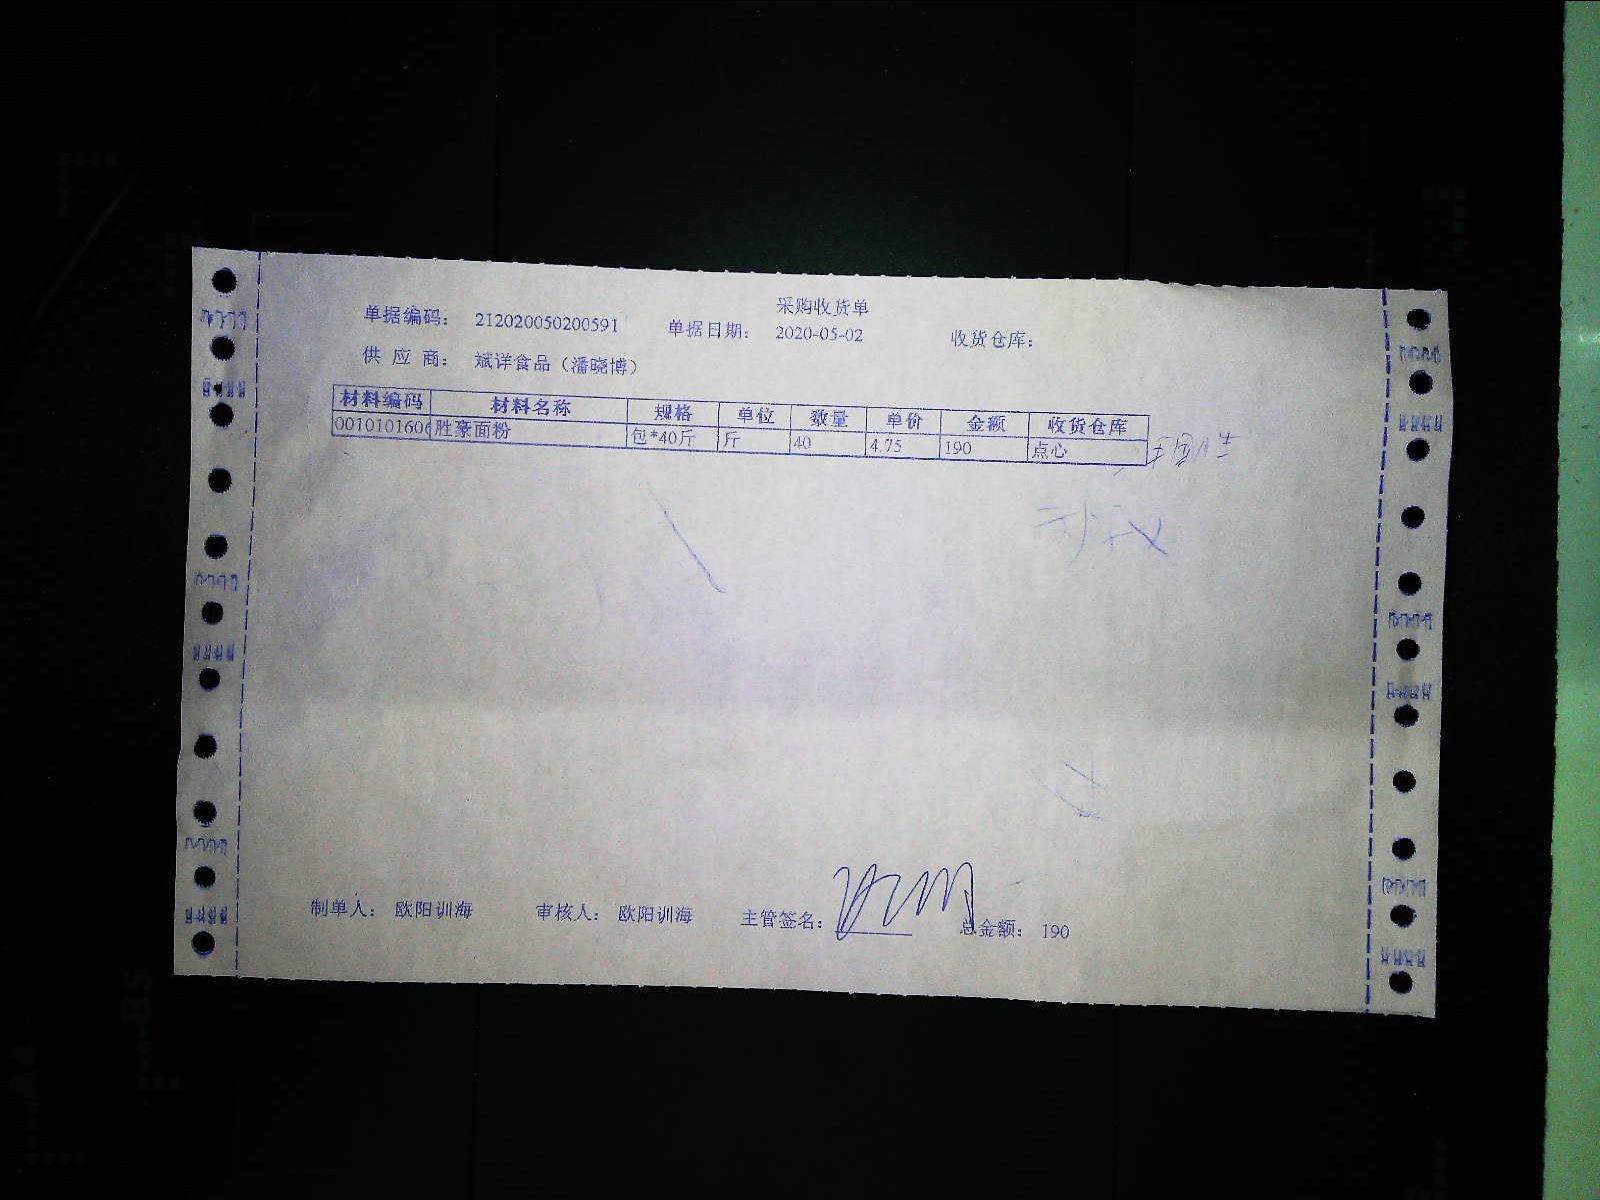 采购收货单
单据编码： 212020050200591 单据日期： 2020-05-02 收货仓库：
供 应 商： 斌详食品（潘晓博）
材料编码 材料名称 规格 单位 数量 单价 金额 收货仓库
0010101606 胜豪面粉 包*40斤 斤 40 4.75 190 点心
制单人： 欧阳训海 审核人： 欧阳训海 主管签名： 总金额： 190